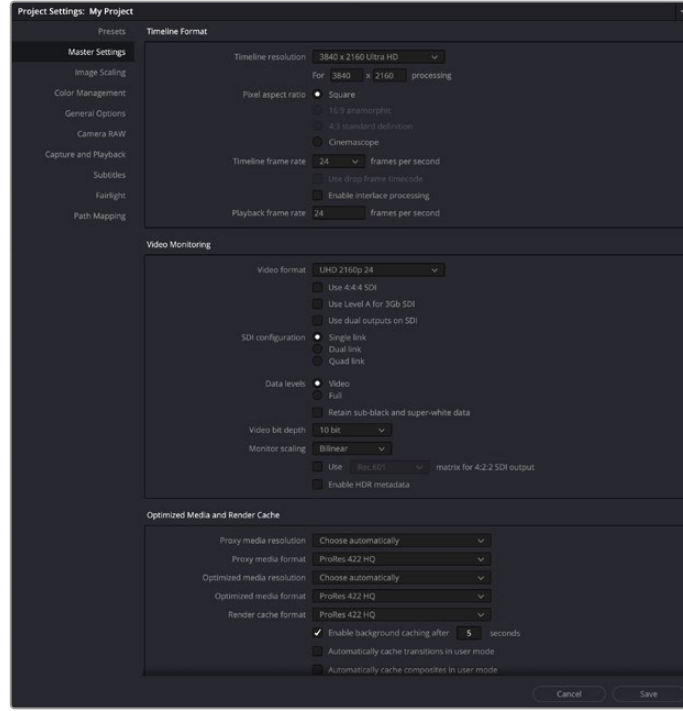 Project Settings: My Project
Presets
Master Settings
Image Scaling
Color Management
General Options
Camera RAW
Capture and Playback
Subtitles
Fairlight
Path Mapping
Timeline Format
Timeline resolution 3840 x 2160 Ultra HD
For 3840 x 2160 processing
Pixel aspect ratio Square
16:9 anamorphic
4:3 standard definition
Cinemascope
Timeline frame rate 24 frames per second
Use drop frame timecode
Enable interlace processing
Playback frame rate 24 frames per second
Video Monitoring
Video format UHD 2160p 24
Use 4:4:4 SDI
Use Level A for 3Gb SDI
Use dual outputs on SDI
SDI configuration Single link
Dual link
Quad link
Data levels Video
Full
Retain sub-black and super-white data
Video bit depth 10 bit
Monitor scaling Bilinear
Use Rec.601 matrix for 4:2:2 SDI output
Enable HDR metadata
Optimized Media and Render Cache
Proxy media resolution Choose automatically
Proxy media format ProRes 422 HQ
Optimized media resolution Choose automatically
Optimized media format ProRes 422 HQ
Render cache format ProRes 422 HQ
Enable background caching after 5 seconds
Automatically cache transitions in user mode
Automatically cache composites in user mode
Cancel Save